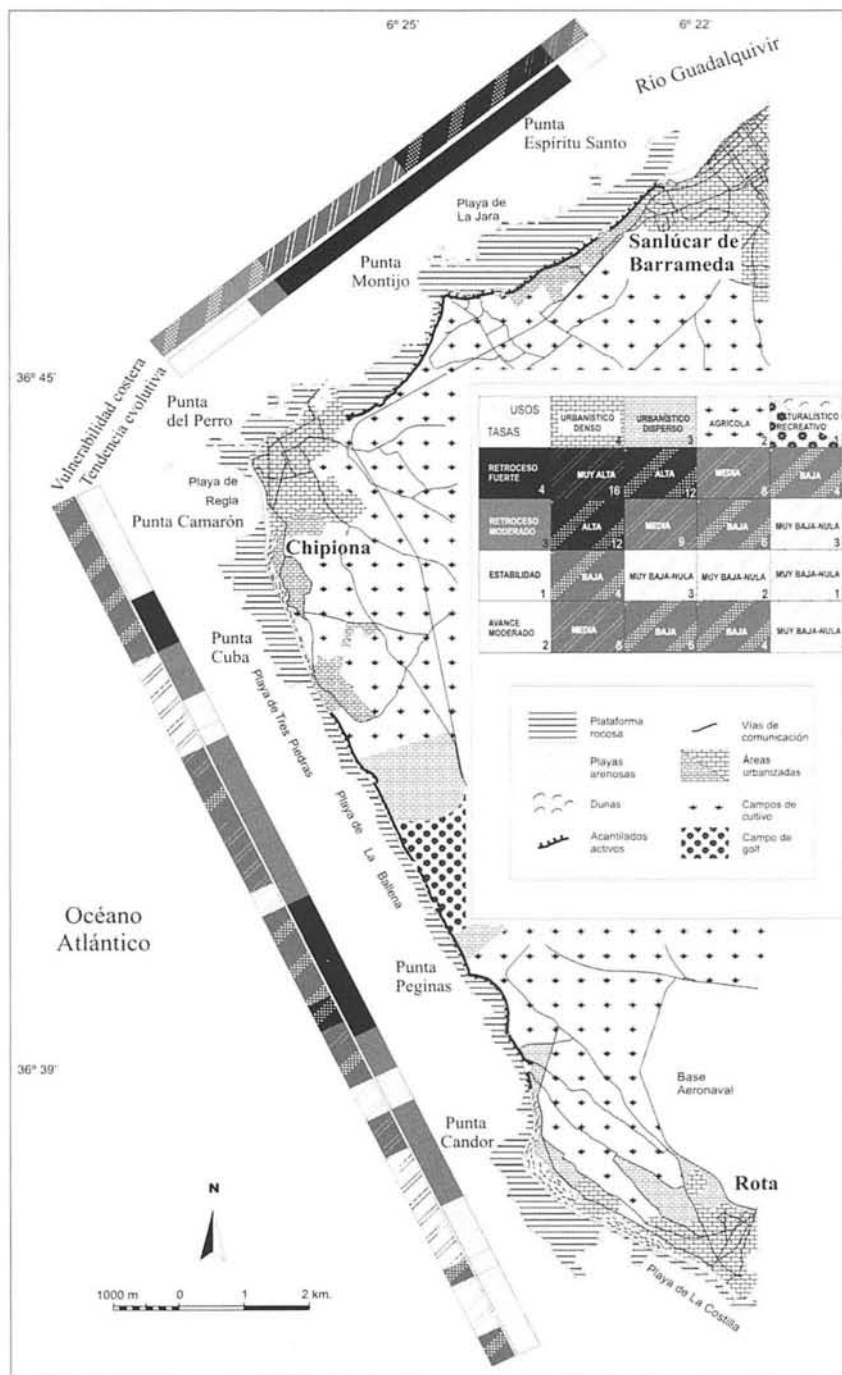 6º 25'
6º 22'
Río Guadalquivir
Punta
Espíritu Santo
Playa de
La Jara
Sanlúcar de
Barrameda
Punta
Montijo
36º 45'
Vulnerabilidad costera
Tendencia evolutiva
Punta
del Perro
Playa de
Regla
Punta Camarón
Chipiona
Punta
Cuba
Playa de Tres Piedras
Playa de La Ballena
Océano
Atlántico
Punta
Peginas
36º 39'
Base
Aeronaval
Punta
Candor
Rota
Playa de La Costilla
N
1000 m 0 1 2 km.
USOS
TASAS
URBANÍSTICO DENSO 4
URBANÍSTICO DISPERSO 3
AGRÍCOLA 2
NATURALÍSTICO RECREATIVO 1
RETROCESO FUERTE 4
MUY ALTA 16
ALTA 12
MEDIA 8
BAJA 4
RETROCESO MODERADO 3
ALTA 12
MEDIA 9
BAJA 6
MUY BAJA-NULA 3
ESTABILIDAD 1
BAJA 4
MUY BAJA-NULA 3
MUY BAJA-NULA 2
MUY BAJA-NULA 1
AVANCE MODERADO 2
MEDIA 8
BAJA 6
BAJA 4
MUY BAJA-NULA
Plataforma
rocosa
Vías de
comunicación
Playas
arenosas
Áreas
urbanizadas
Dunas
Campos de
cultivo
Acantilados
activos
Campo de
golf